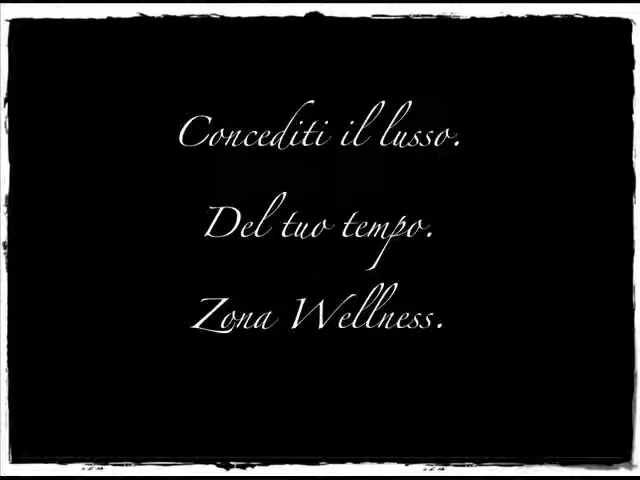 Concediti il lusso.
Del tuo tempo.
Zona Wellness.